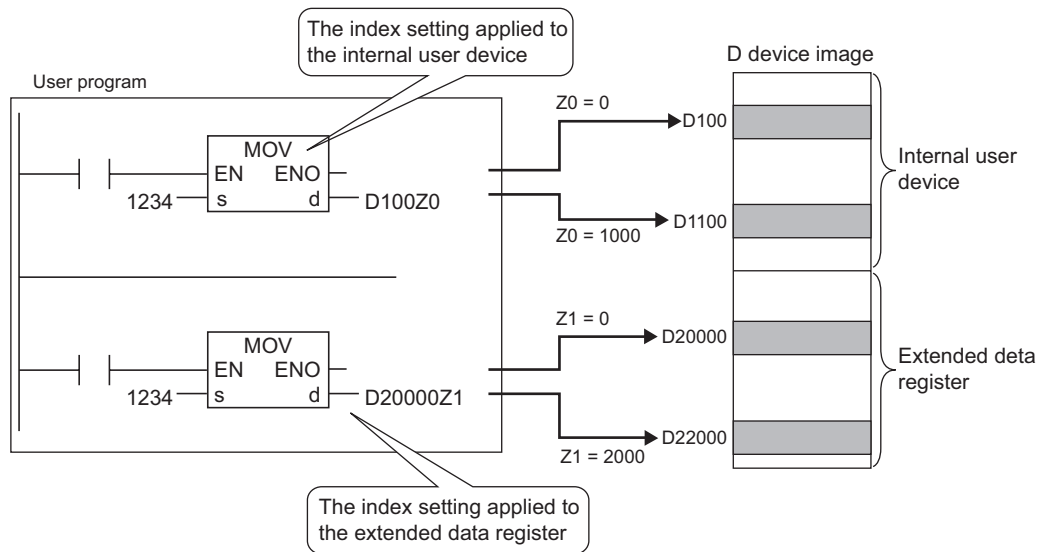 The index setting applied to
the internal user device
D device image
User program
Z0 = 0
D100
MOV
EN ENO
1234 s d D100Z0
Internal user
device
D1100
Z0 = 1000
Z1 = 0
D20000
MOV
EN ENO
1234 s d D20000Z1
Extended deta
register
D22000
Z1 = 2000
The index setting applied to
the extended data register